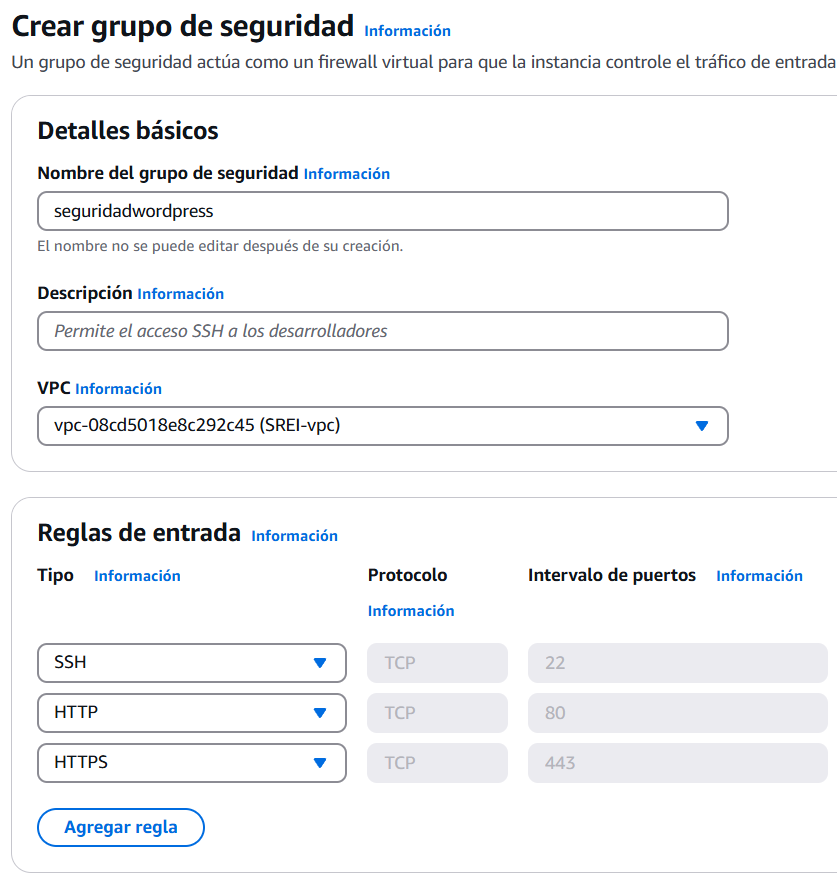 Crear grupo de seguridad Información
Un grupo de seguridad actúa como un firewall virtual para que la instancia controle el tráfico de entrada
Detalles básicos
Nombre del grupo de seguridad Información
seguridadwordpress
El nombre no se puede editar después de su creación.
Descripción Información
Permite el acceso SSH a los desarrolladores
VPC Información
vpc-08cd5018e8c292c45 (SREI-vpc)
Reglas de entrada Información
Tipo Información Protocolo Intervalo de puertos Información
Información
SSH TCP 22
HTTP TCP 80
HTTPS TCP 443
Agregar regla